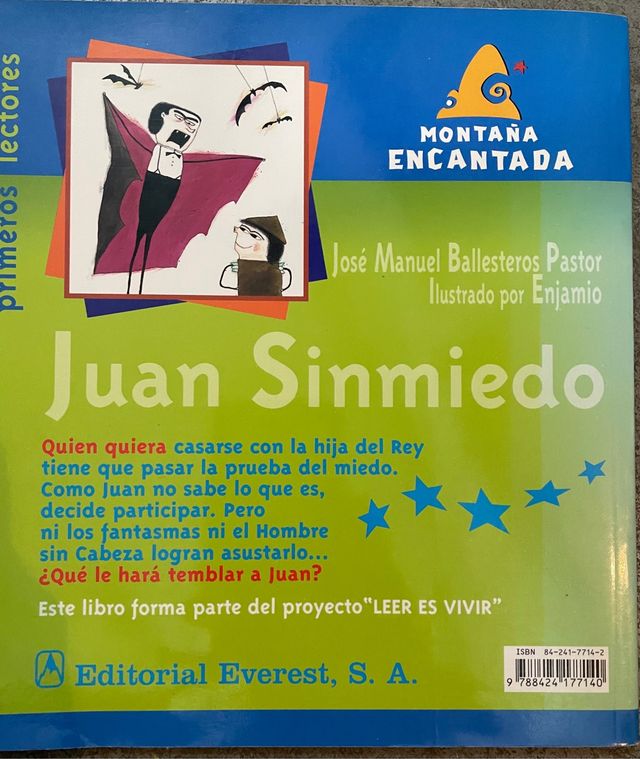 primeros lectores
MONTAÑA
ENCANTADA
José Manuel Ballesteros Pastor
Ilustrado por Enjamio
Juan Sinmiedo
Quien quiera casarse con la hija del Rey
tiene que pasar la prueba del miedo.
Como Juan no sabe lo que es,
decide participar. Pero
ni los fantasmas ni el Hombre
sin Cabeza logran asustarlo...
¿Qué le hará temblar a Juan?
Este libro forma parte del proyecto "LEER ES VIVIR"
Editorial Everest, S. A.
ISBN 84-241-7714-2
9 788424 177140